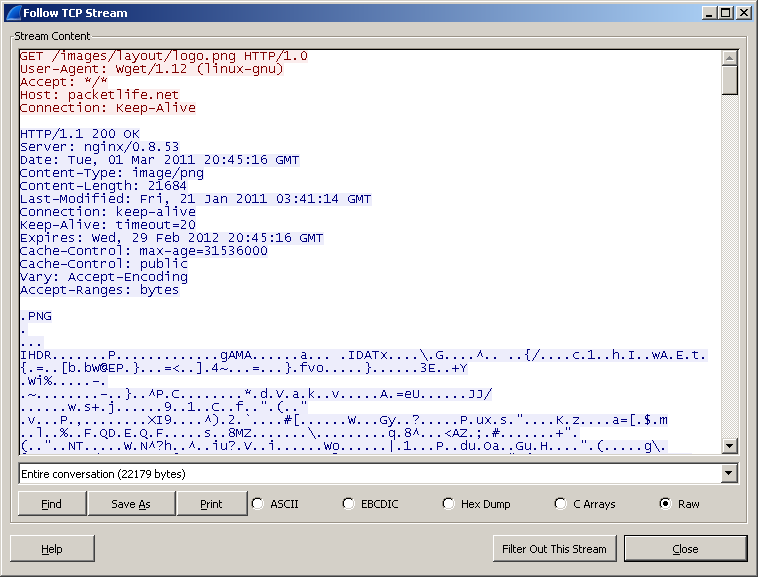 Follow TCP Stream
Stream Content
GET /images/layout/logo.png HTTP/1.0
User-Agent: Wget/1.12 (linux-gnu)
Accept: */*
Host: packetlife.net
Connection: Keep-Alive
HTTP/1.1 200 OK
Server: nginx/0.8.53
Date: Tue, 01 Mar 2011 20:45:16 GMT
Content-Type: image/png
Content-Length: 21684
Last-Modified: Fri, 21 Jan 2011 03:41:14 GMT
Connection: keep-alive
Keep-Alive: timeout=20
Expires: Wed, 29 Feb 2012 20:45:16 GMT
Cache-Control: max-age=31536000
Cache-Control: public
Vary: Accept-Encoding
Accept-Ranges: bytes
.PNG
.
...
IHDR.......P.............gAMA......a... .IDATx....\.G....^.. ..{/....c.1..h.I..wA.E.t.
{.=..[b.bW@EP.}...=<..].4~...=...}.fvo.....}......3E..+Y
.Wi%.....-.
.~........-..}..^P.C........*.d.V.a.k..v.....A.=eU......JJ/
......w.s+.j......9..1..C..f..".(.."
.v...P.,........XI9....^).2.`....#[......W...Gy..?.....P.ux.s."....K.z....a=[.$.m
..l..%..F.QD.E.Q.F.....s..8MZ.......\.........q.8^...<AZ.;.#.......+".
(.."..NT.....W.N^?h..^..iu?.V..i......Wo......|.1...P..du.Oa..Gu.H....".(.....g\.
Entire conversation (22179 bytes)
Find
Save As
Print
ASCII
EBCDIC
Hex Dump
C Arrays
Raw
Help
Filter Out This Stream
Close